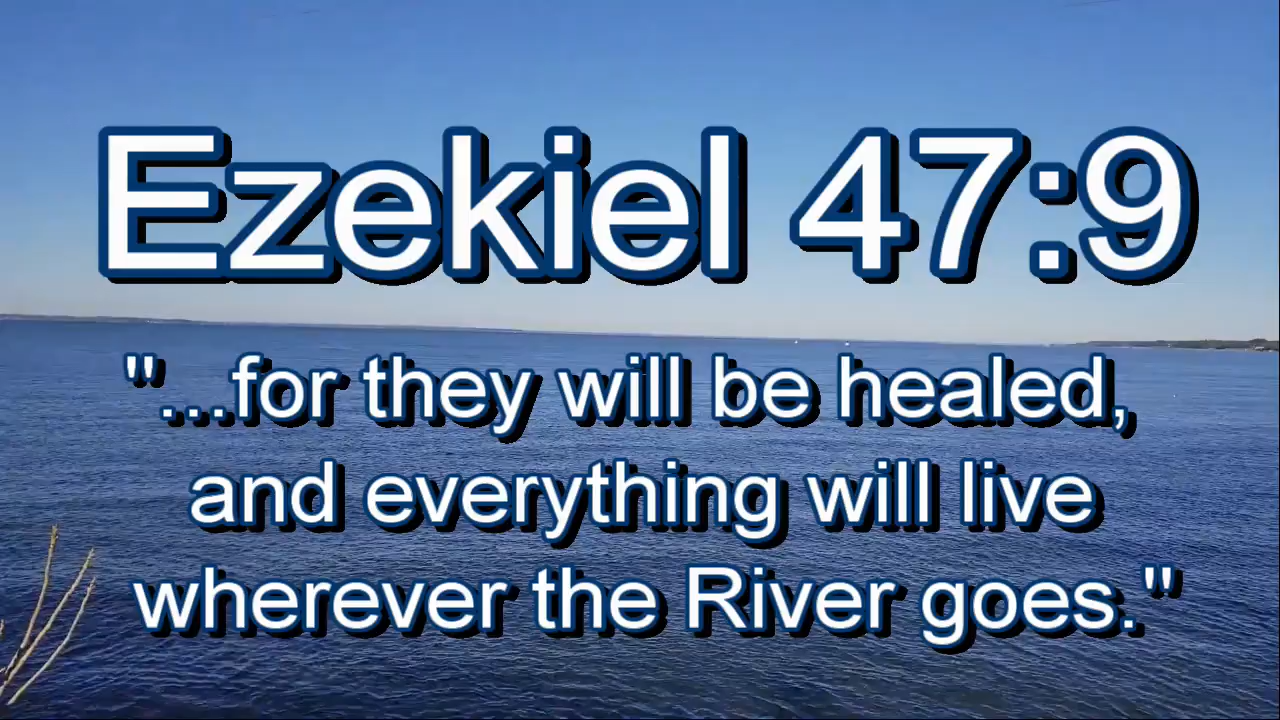 Ezekiel 47:9
"...for they will be healed,
and everything will live
wherever the River goes."